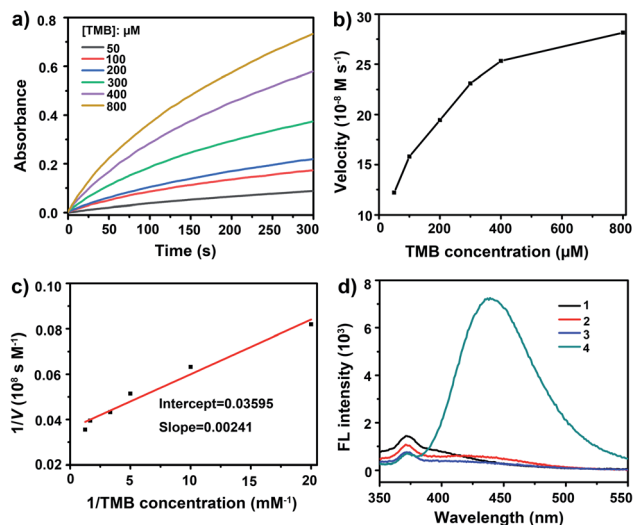 a)
[TMB]: µM
50
100
200
300
400
800
Absorbance
0.8
0.6
0.4
0.2
0.0
0 50 100 150 200 250 300
Time (s)
b)
Velocity (10⁻⁸ M s⁻¹)
30
25
20
15
10
0 200 400 600 800
TMB concentration (µM)
c)
1/V (10⁸ s M⁻¹)
0.10
0.08
0.06
0.04
0.02
Intercept=0.03595
Slope=0.00241
0 5 10 15 20
1/TMB concentration (mM⁻¹)
d)
1
2
3
4
FL intensity (10³)
8
6
4
2
0
350 400 450 500 550
Wavelength (nm)